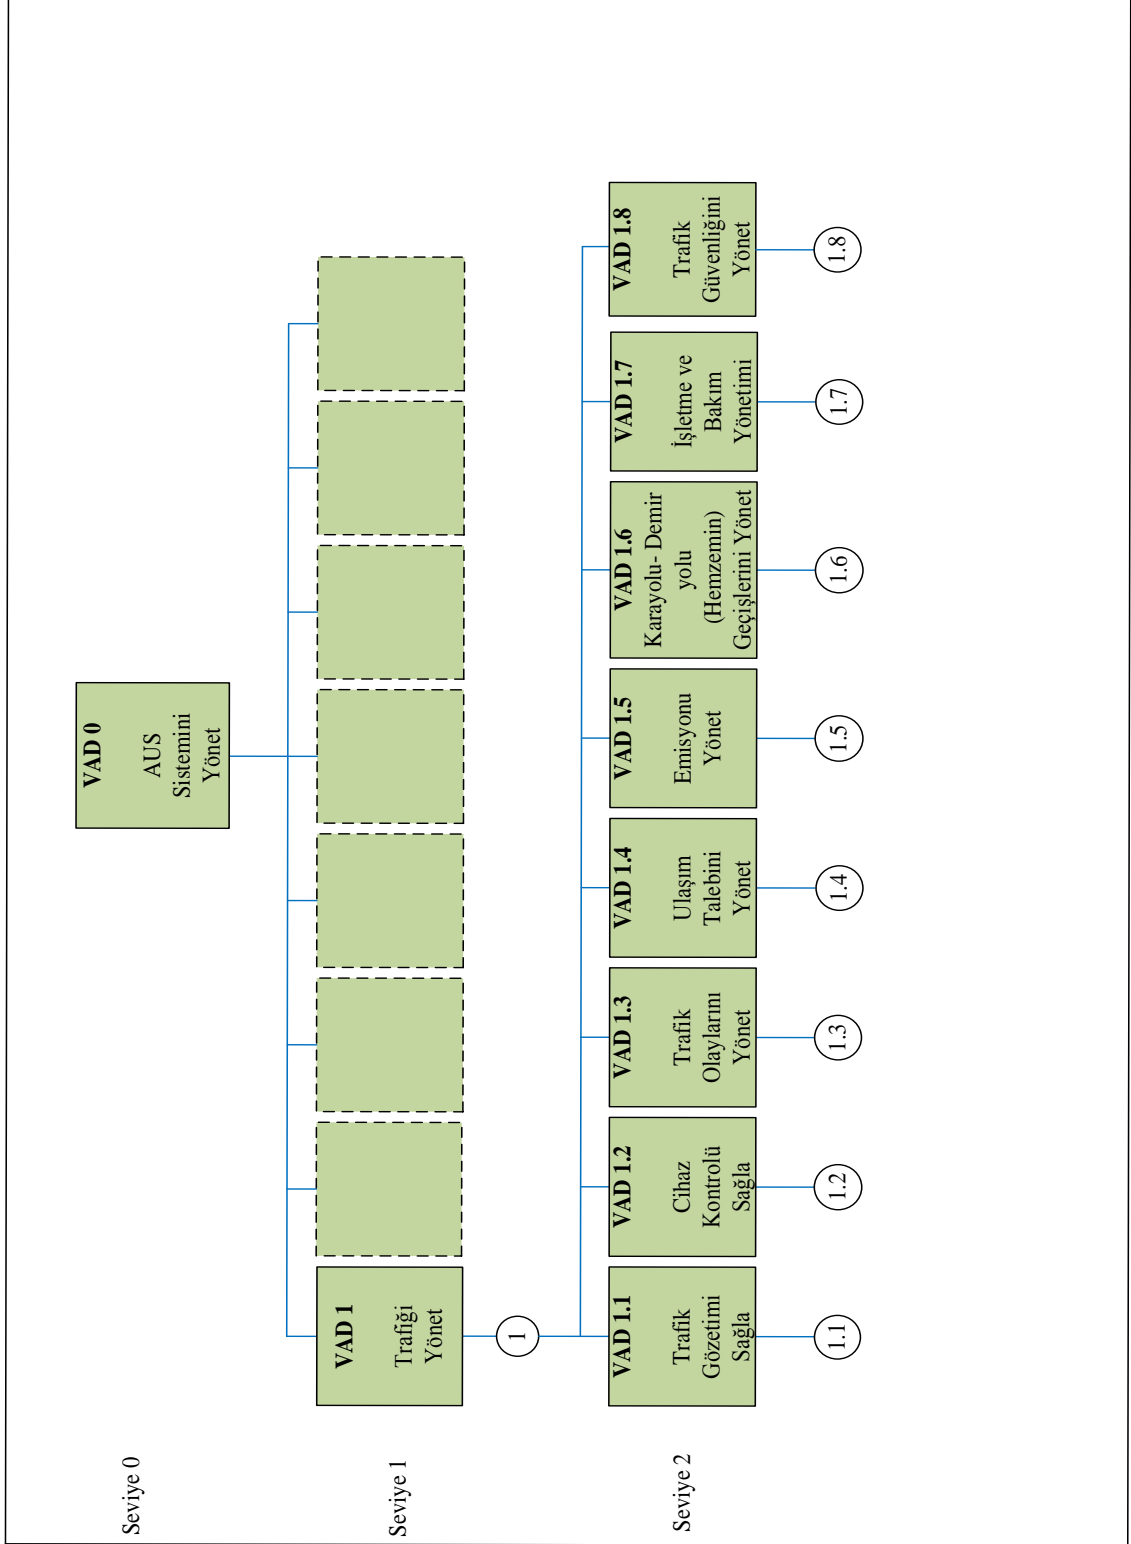 Seviye 0
VAD 0
AUS
Sistemini
Yönet
Seviye 1
VAD 1
Trafiği
Yönet
1
Seviye 2
VAD 1.1
Trafik
Gözetimi
Sağla
VAD 1.2
Cihaz
Kontrolü
Sağla
VAD 1.3
Trafik
Olaylarını
Yönet
VAD 1.4
Ulaşım
Talebini
Yönet
VAD 1.5
Emisyonu
Yönet
VAD 1.6
Karayolu- Demir
yolu
(Hemzemin)
Geçişlerini Yönet
VAD 1.7
İşletme ve
Bakım
Yönetimi
VAD 1.8
Trafik
Güvenliğini
Yönet
1.1
1.2
1.3
1.4
1.5
1.6
1.7
1.8